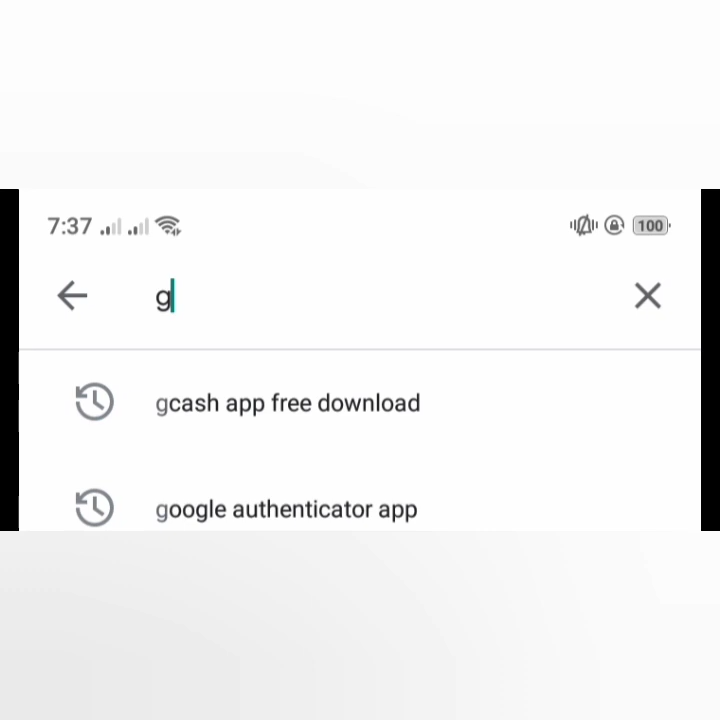 7:37
100
g
gcash app free download
google authenticator app